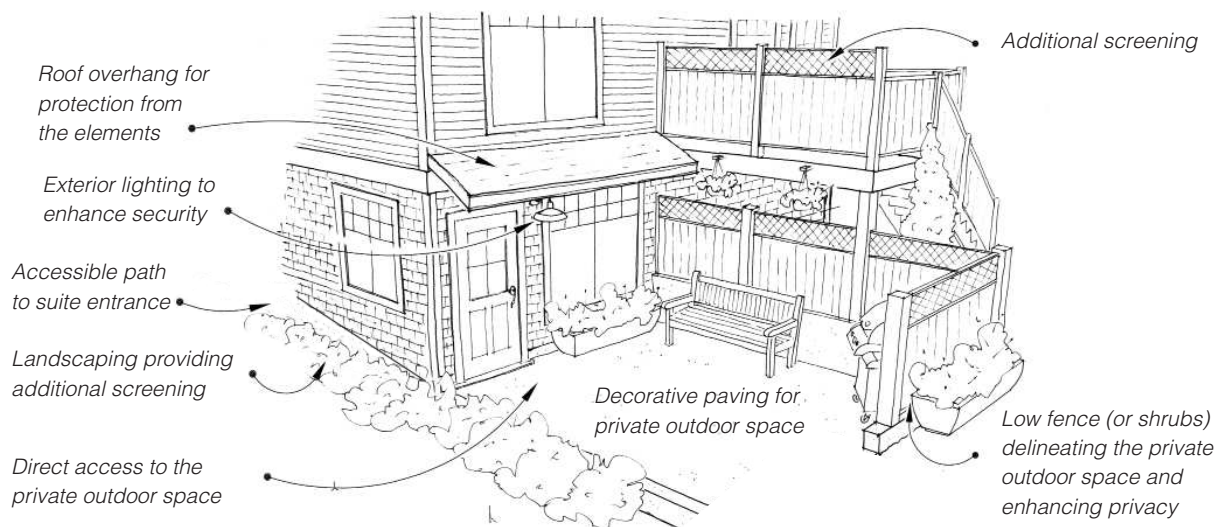 Additional screening
Roof overhang for
protection from
the elements
Exterior lighting to
enhance security
Accessible path
to suite entrance
Landscaping providing
additional screening
Direct access to the
private outdoor space
Decorative paving for
private outdoor space
Low fence (or shrubs)
delineating the private
outdoor space and
enhancing privacy